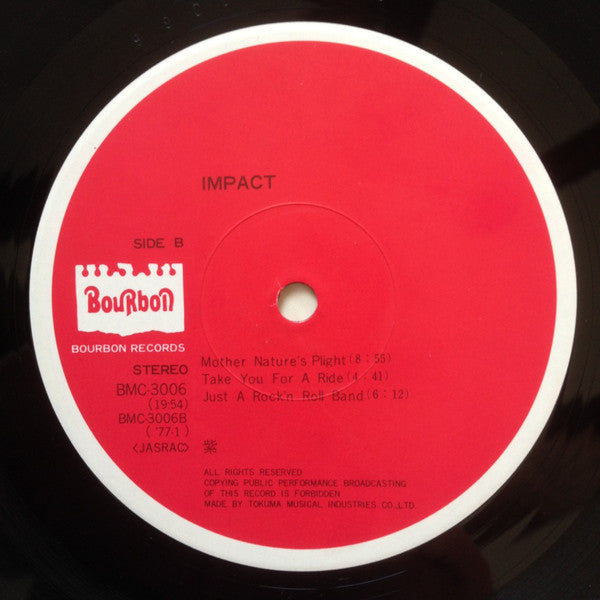 IMPACT
SIDE B
BouRbon
BOURBON RECORDS
STEREO
BMC-3006
(19:54)
BMC-3006B
('77·1)
<JASRAC>
Mother Nature's Plight(8:55)
Take You For A Ride(4:41)
Just A Rock'n Roll Band(6:12)
紫
ALL RIGHTS RESERVED
COPYING PUBLIC PERFORMANCE BROADCASTING
OF THIS RECORD IS FORBIDDEN
MADE BY TOKUMA MUSICAL INDUSTRIES CO.,LTD.